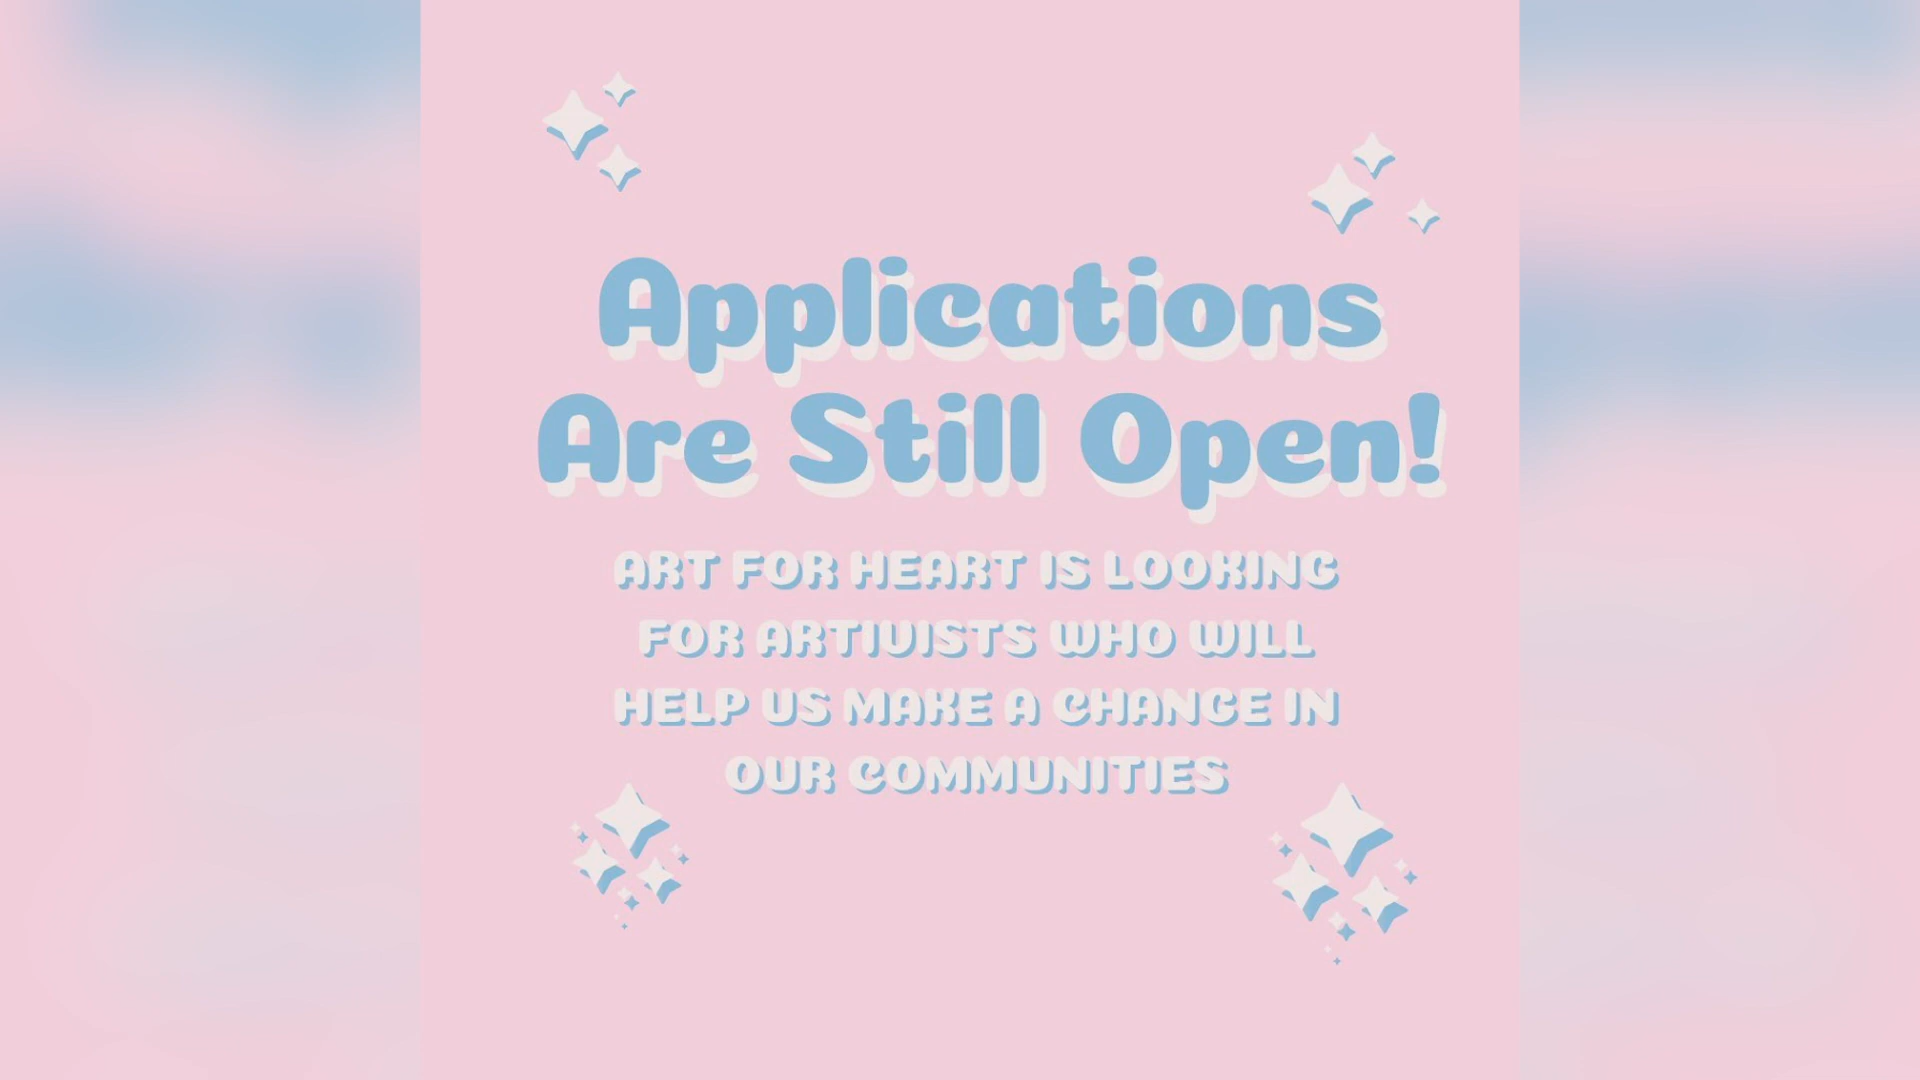 Applications
Are Still Open!
ART FOR HEART IS LOOKING
FOR ARTIVISTS WHO WILL
HELP US MAKE A CHANGE IN
OUR COMMUNITIES